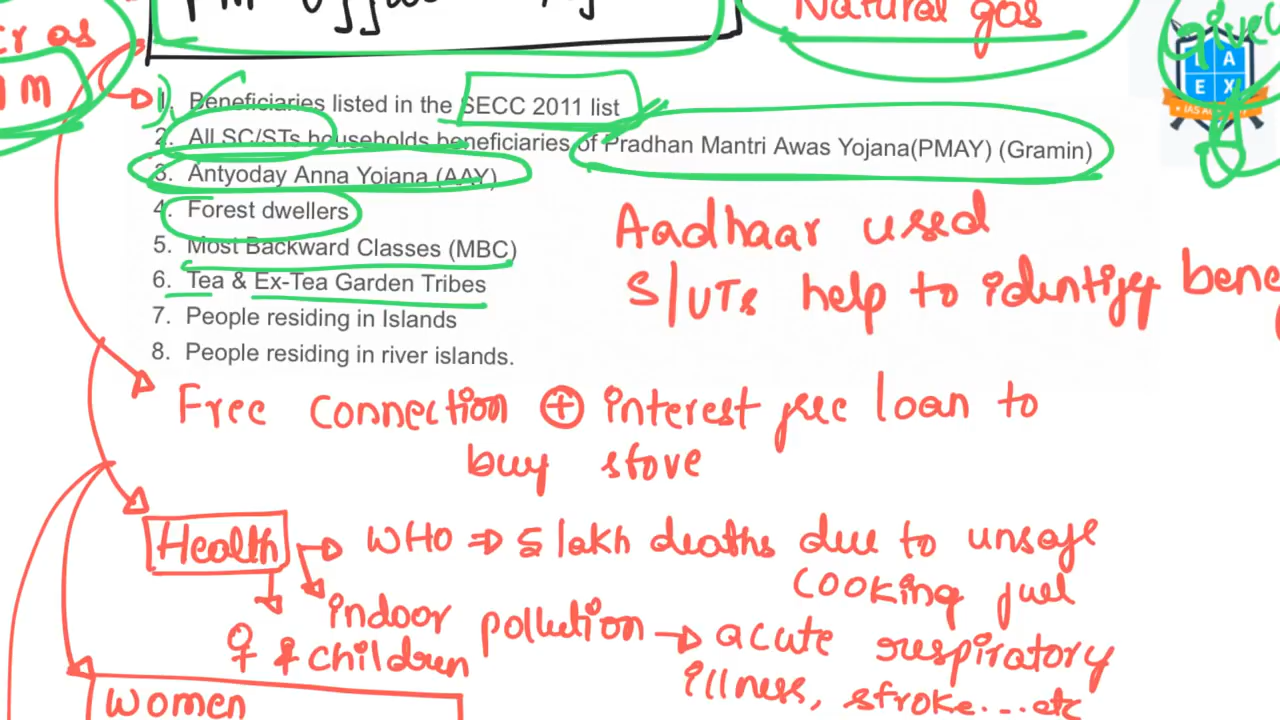 Natural gas
er as
1. Beneficiaries listed in the SECC 2011 list
2. All SC/STs households beneficiaries of Pradhan Mantri Awas Yojana(PMAY) (Gramin)
3. Antyoday Anna Yojana (AAY)
4. Forest dwellers
5. Most Backward Classes (MBC)
6. Tea & Ex-Tea Garden Tribes
7. People residing in Islands
8. People residing in river islands.
Aadhaar used
S/UTs help to identify bene
Free connection + interest free loan to
buy stove
Health → WHO ⇒ 5 lakh deaths due to unsafe
cooking fuel
indoor pollution → acute respiratory
♀ & children
illness, stroke...etc
women
I A
E X
IAS ACADEMY